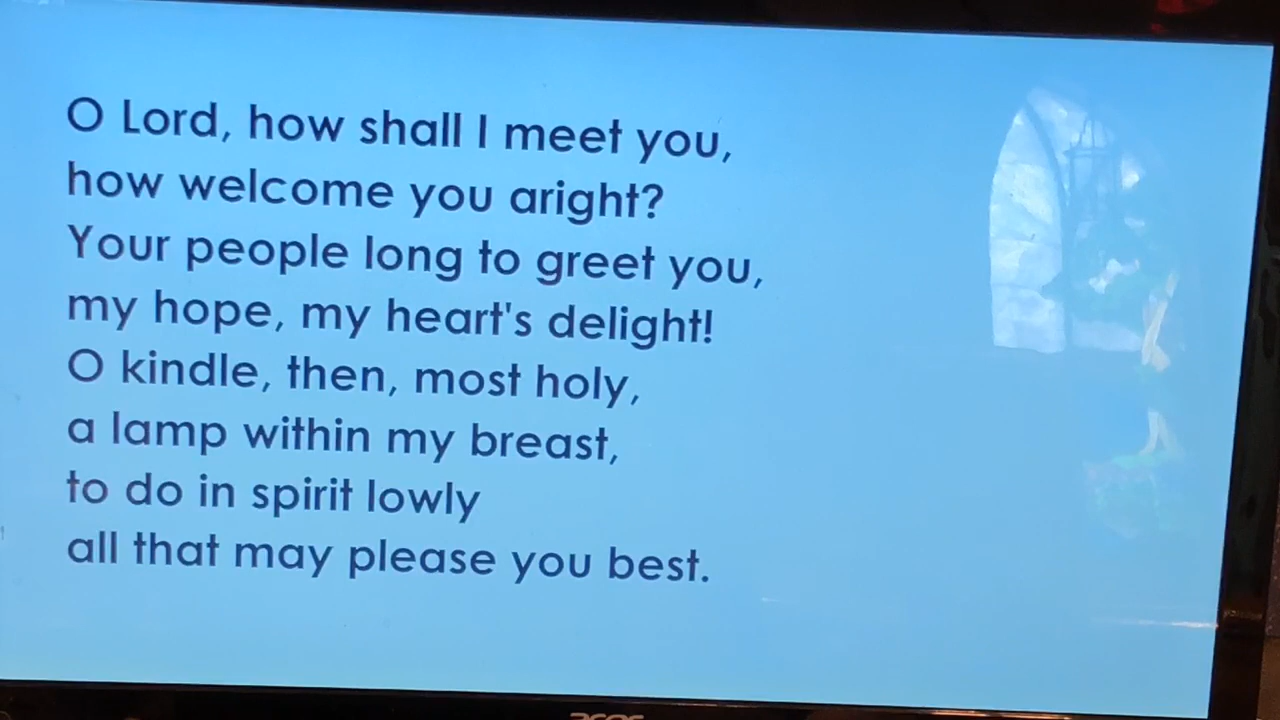 O Lord, how shall I meet you,
how welcome you aright?
Your people long to greet you,
my hope, my heart's delight!
O kindle, then, most holy,
a lamp within my breast,
to do in spirit lowly
all that may please you best.
acer